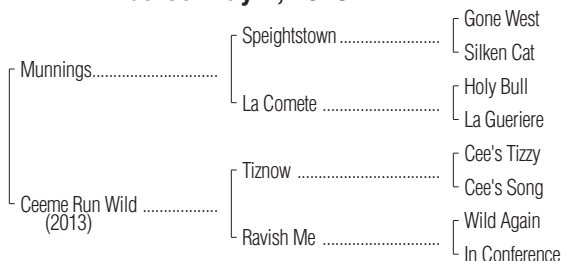 Gone West
Speightstown
Silken Cat
Munnings
Holy Bull
La Comete
La Gueriere
Cee's Tizzy
Tiznow
Cee's Song
Ceeme Run Wild
(2013)
Wild Again
Ravish Me
In Conference